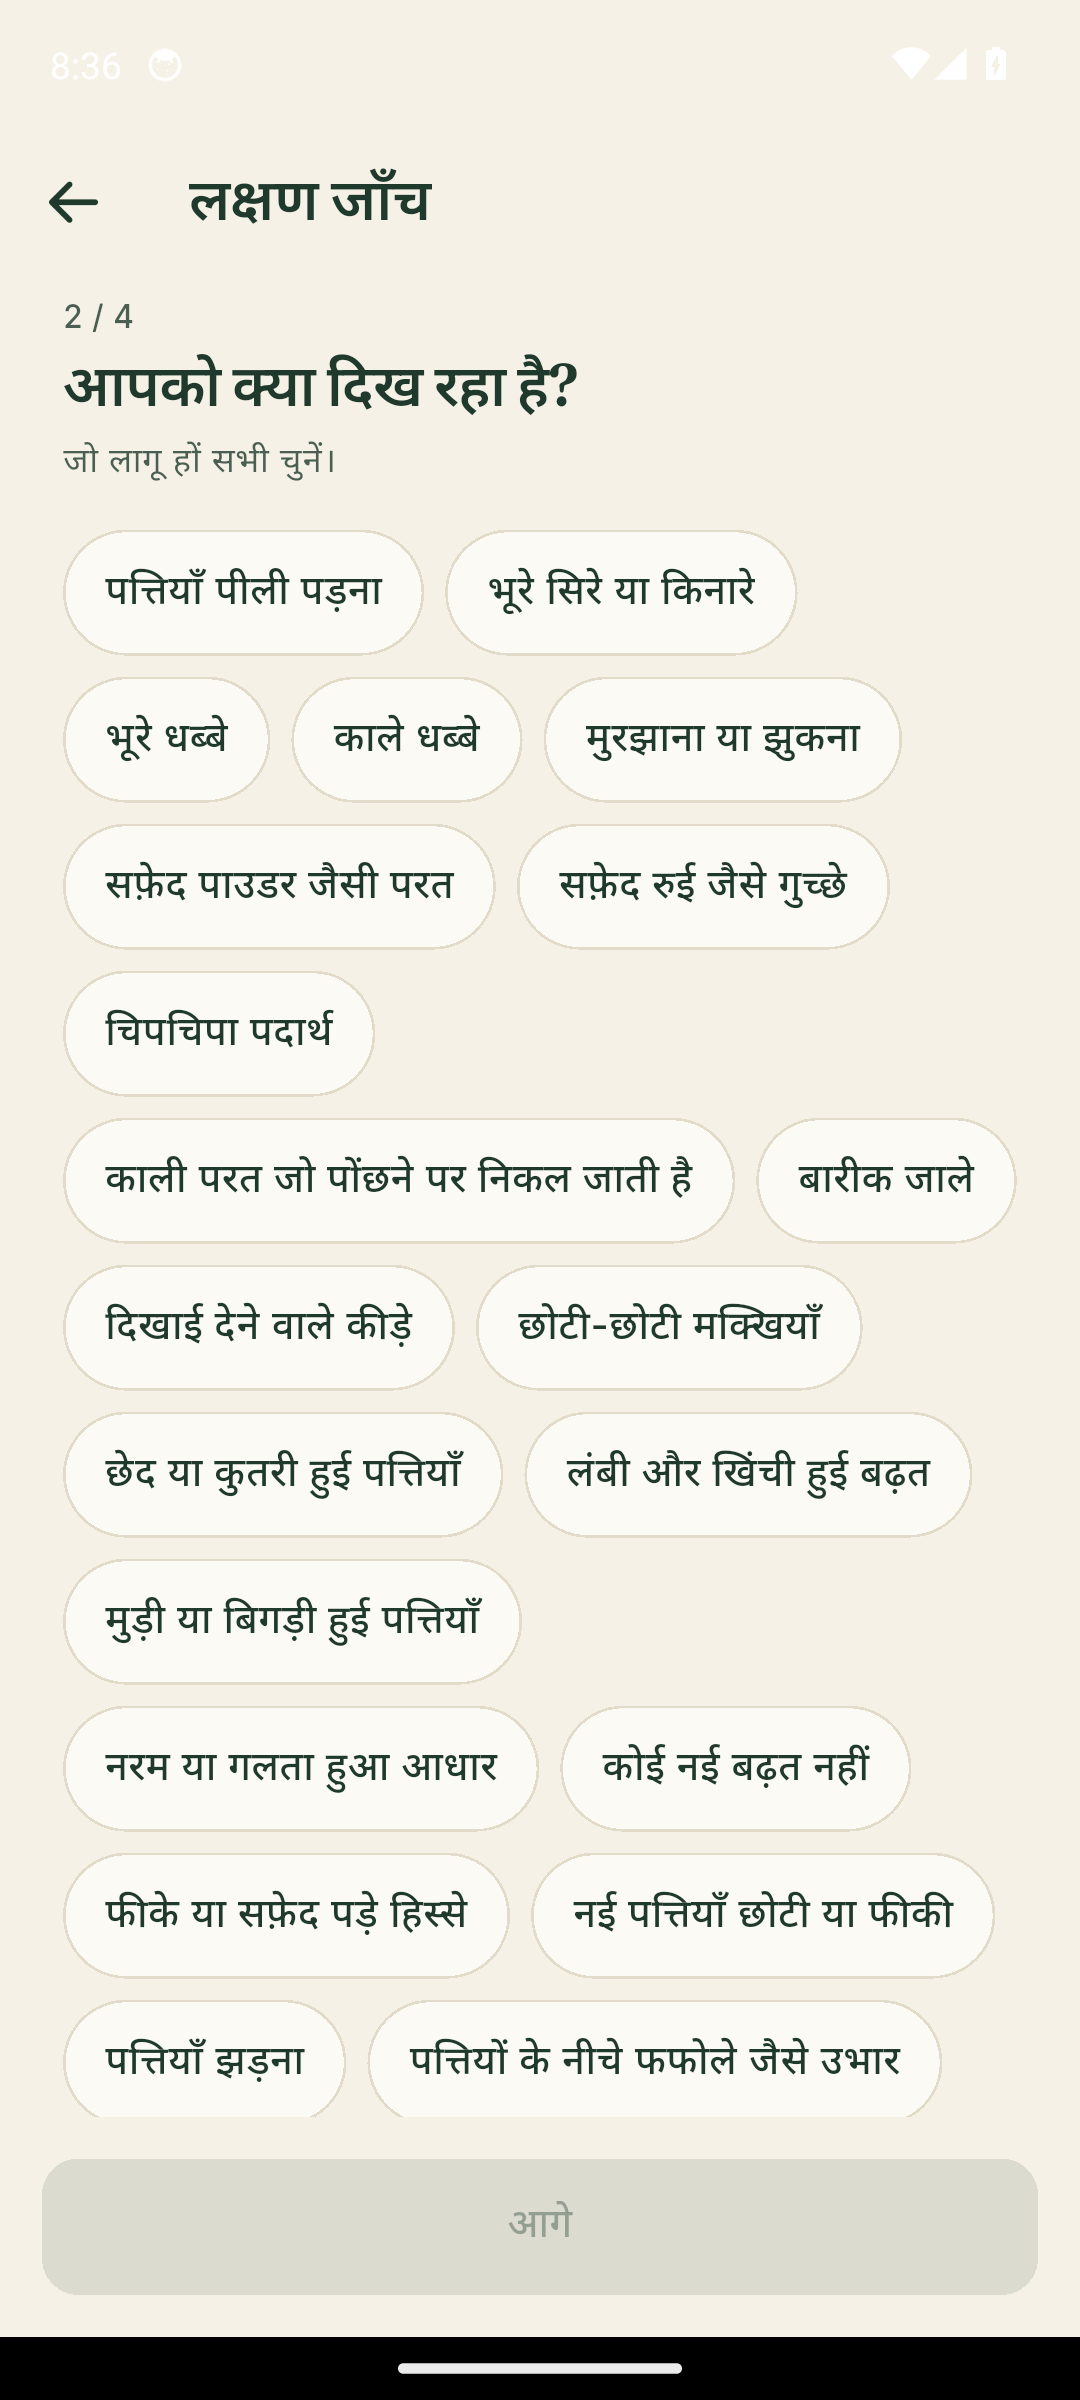 8:36
लक्षण जाँच
2 / 4
आपको क्या दिख रहा है?
जो लागू हों सभी चुनें।
पत्तियाँ पीली पड़ना
भूरे सिरे या किनारे
भूरे धब्बे
काले धब्बे
मुरझाना या झुकना
सफ़ेद पाउडर जैसी परत
सफ़ेद रुई जैसे गुच्छे
चिपचिपा पदार्थ
काली परत जो पोंछने पर निकल जाती है
बारीक जाले
दिखाई देने वाले कीड़े
छोटी-छोटी मक्खियाँ
छेद या कुतरी हुई पत्तियाँ
लंबी और खिंची हुई बढ़त
मुड़ी या बिगड़ी हुई पत्तियाँ
नरम या गलता हुआ आधार
कोई नई बढ़त नहीं
फीके या सफ़ेद पड़े हिस्से
नई पत्तियाँ छोटी या फीकी
पत्तियाँ झड़ना
पत्तियों के नीचे फफोले जैसे उभार
आगे